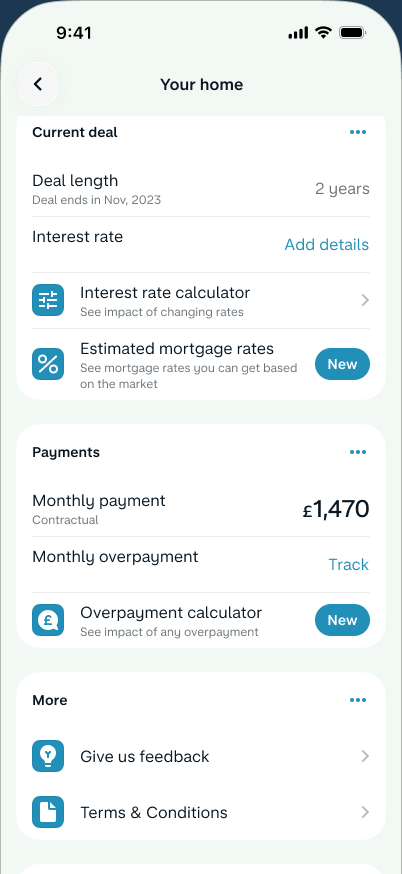 9:41
Your home
Current deal
Deal length
Deal ends in Nov, 2023
2 years
Interest rate
Add details
Interest rate calculator
See impact of changing rates
Estimated mortgage rates
See mortgage rates you can get based
on the market
New
Payments
Monthly payment
Contractual
£1,470
Monthly overpayment
Track
Overpayment calculator
See impact of any overpayment
New
More
Give us feedback
Terms & Conditions